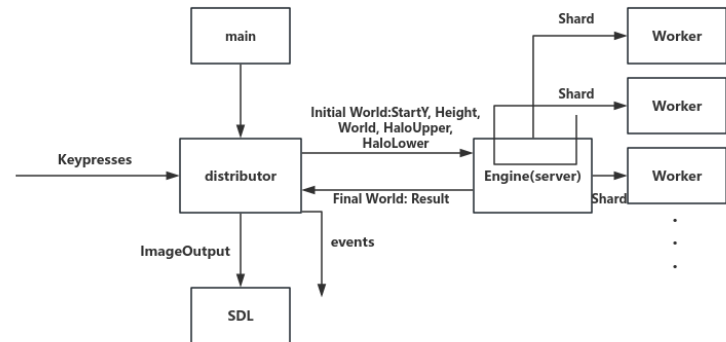 Shard
main
Worker
Shard
Worker
Initial World:StartY, Height,
World, HaloUpper,
HaloLower
Keypresses
distributor
Engine(server)
Worker
Final World: Result
Shard
events
ImageOutput
SDL